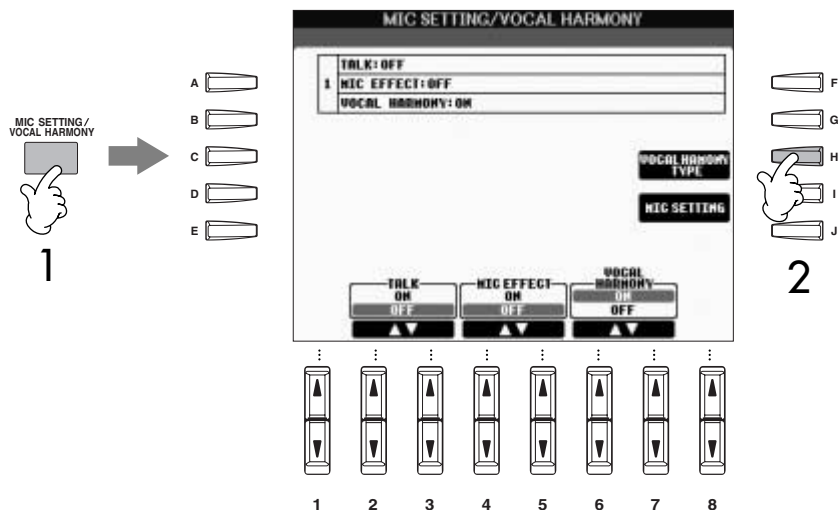 MIC SETTING/VOCAL HARMONY
TALK:OFF
1 MIC EFFECT:OFF
VOCAL HARMONY:ON
A
B
C
D
E
MIC SETTING/
VOCAL HARMONY
1
VOCAL HAMONY
TYPE
MIC SETTING
F
G
H
I
J
2
TALK
ON
OFF
MIC EFFECT
ON
OFF
VOCAL
HARMONY
ON
OFF
1 2 3 4 5 6 7 8